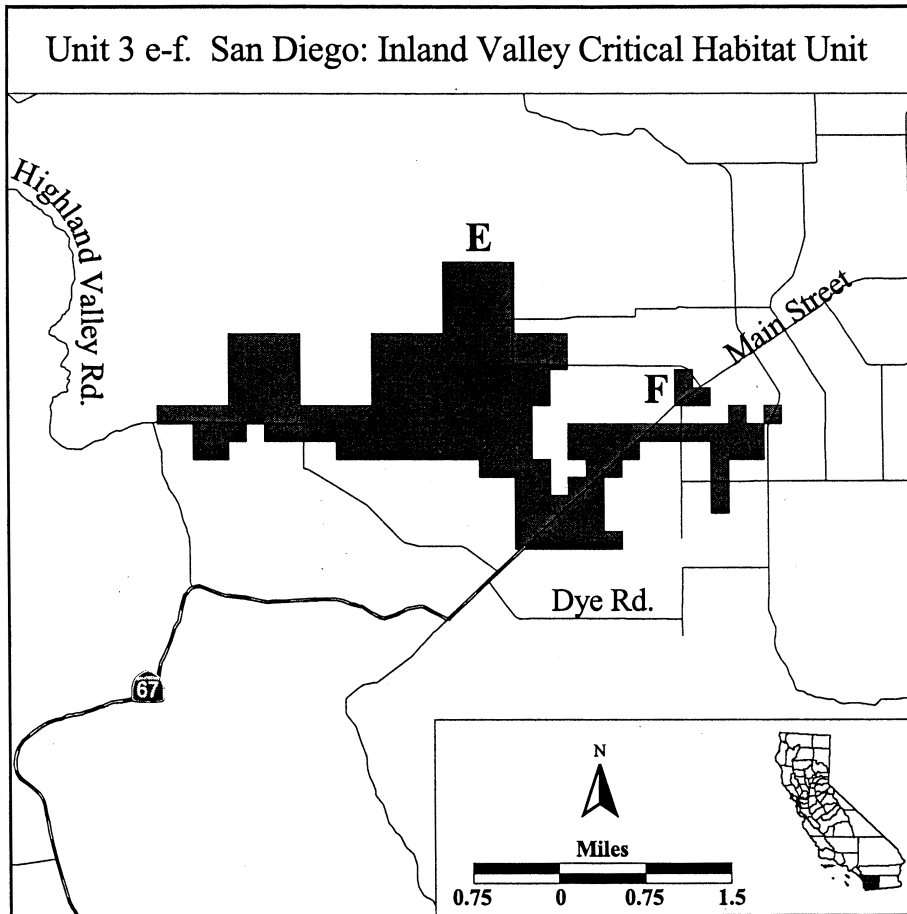 Unit 3 e-f. San Diego: Inland Valley Critical Habitat Unit
Highland Valley Rd.
E
Main Street
F
Dye Rd.
67
N
Miles
0.75 0 0.75 1.5